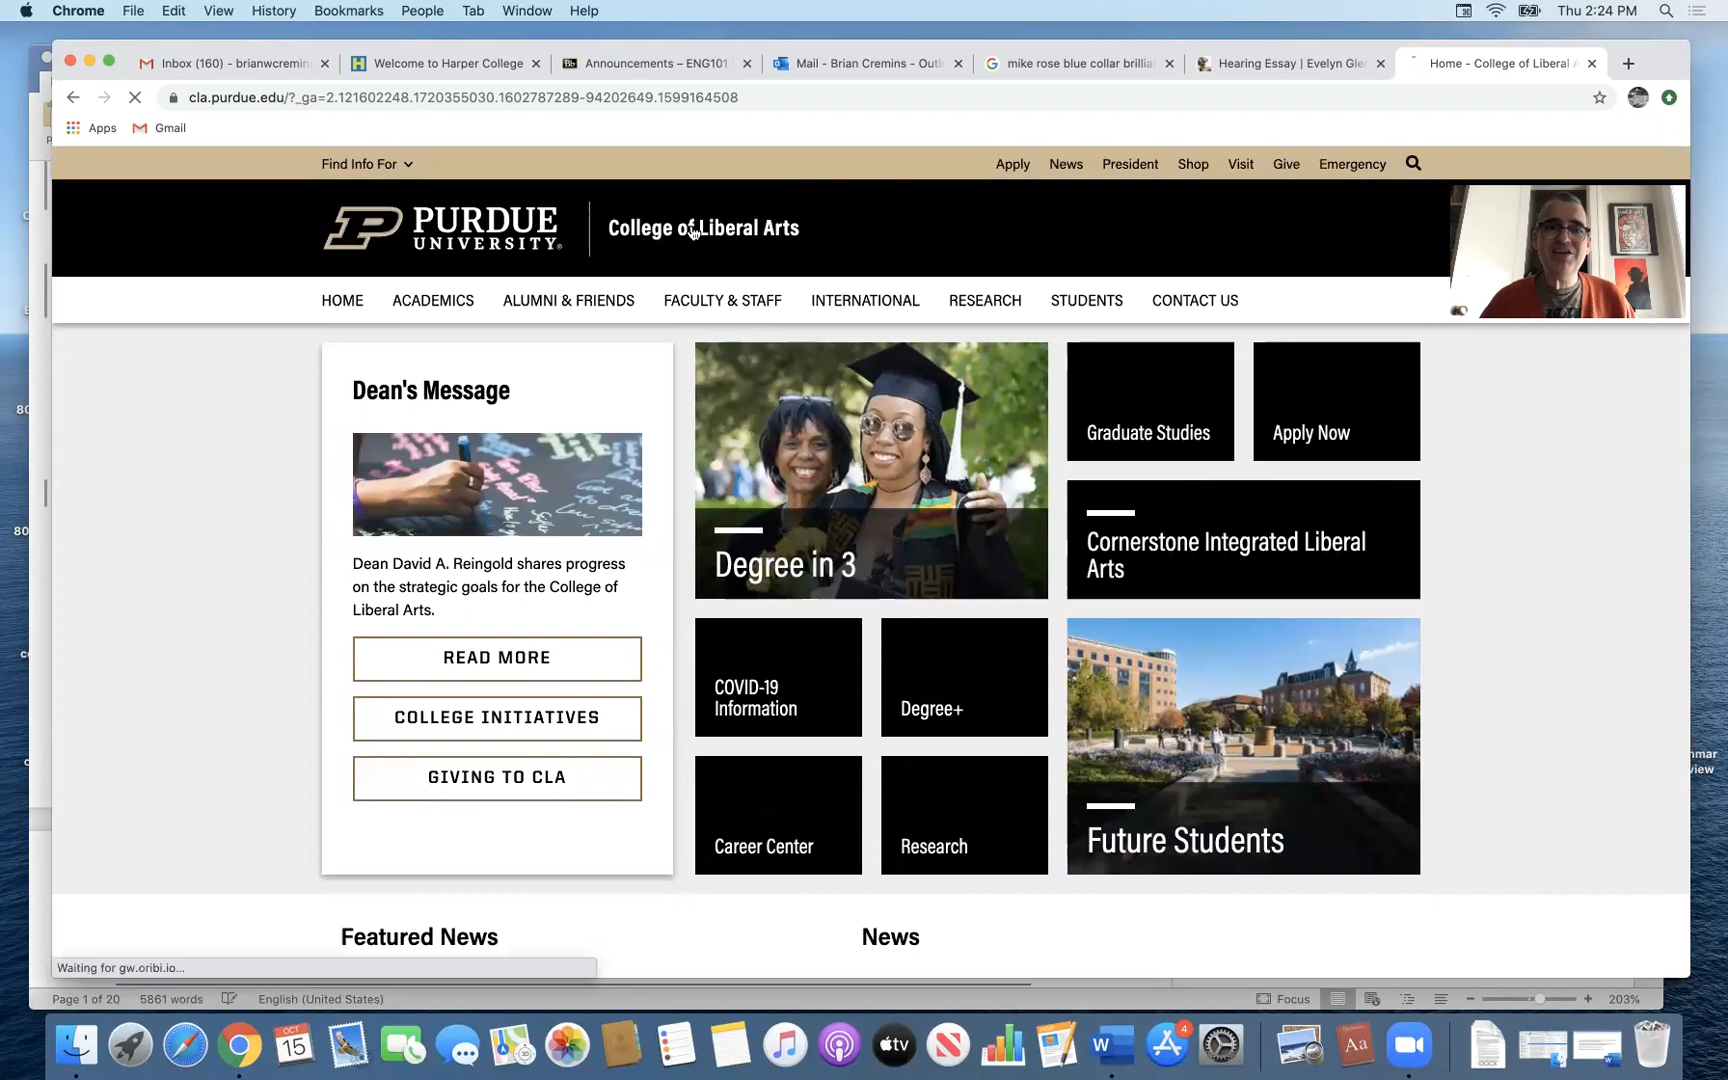 Chrome File Edit View History Bookmarks People Tab Window Help Thu 2:24 PM
Inbox (160) - brianwcremin Welcome to Harper College Announcements – ENG101 Mail - Brian Cremins - Outl mike rose blue collar brillia Hearing Essay | Evelyn Gle Home - College of Liberal A
cla.purdue.edu/?_ga=2.121602248.1720355030.1602787289-94202649.1599164508
Apps Gmail
Find Info For Apply News President Shop Visit Give Emergency
PURDUE UNIVERSITY. College of Liberal Arts
HOME ACADEMICS ALUMNI & FRIENDS FACULTY & STAFF INTERNATIONAL RESEARCH STUDENTS CONTACT US
Dean's Message
Dean David A. Reingold shares progress
on the strategic goals for the College of
Liberal Arts.
READ MORE
COLLEGE INITIATIVES
GIVING TO CLA
Degree in 3
Graduate Studies
Apply Now
Cornerstone Integrated Liberal
Arts
COVID-19
Information
Degree+
Career Center
Research
Future Students
Featured News
News
Waiting for gw.oribi.io...
Page 1 of 20 5861 words English (United States) Focus 203%
OCT
15
tv
W
4
Aa
DOCX